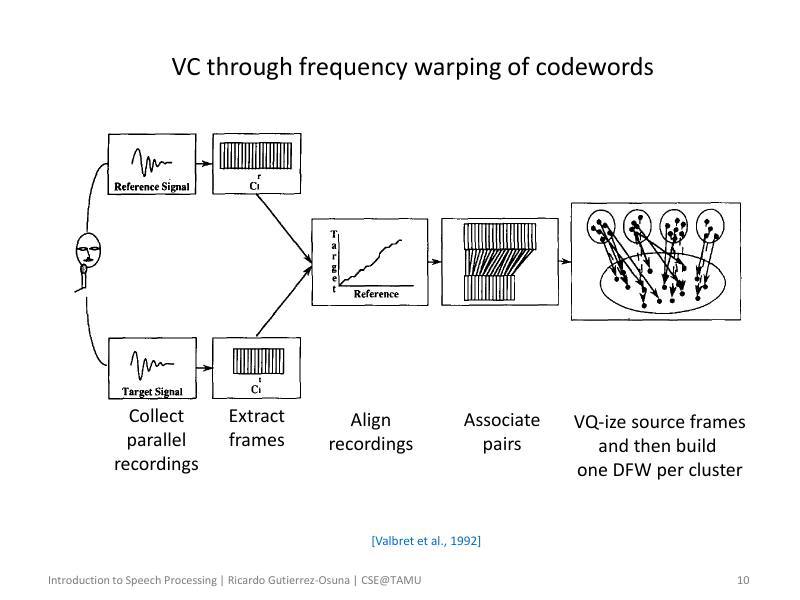 VC through frequency warping of codewords
Reference Signal
r
Ci
Target
Reference
Target Signal
t
Ci
Collect
parallel
recordings
Extract
frames
Align
recordings
Associate
pairs
VQ-ize source frames
and then build
one DFW per cluster
[Valbret et al., 1992]
Introduction to Speech Processing | Ricardo Gutierrez-Osuna | CSE@TAMU
10